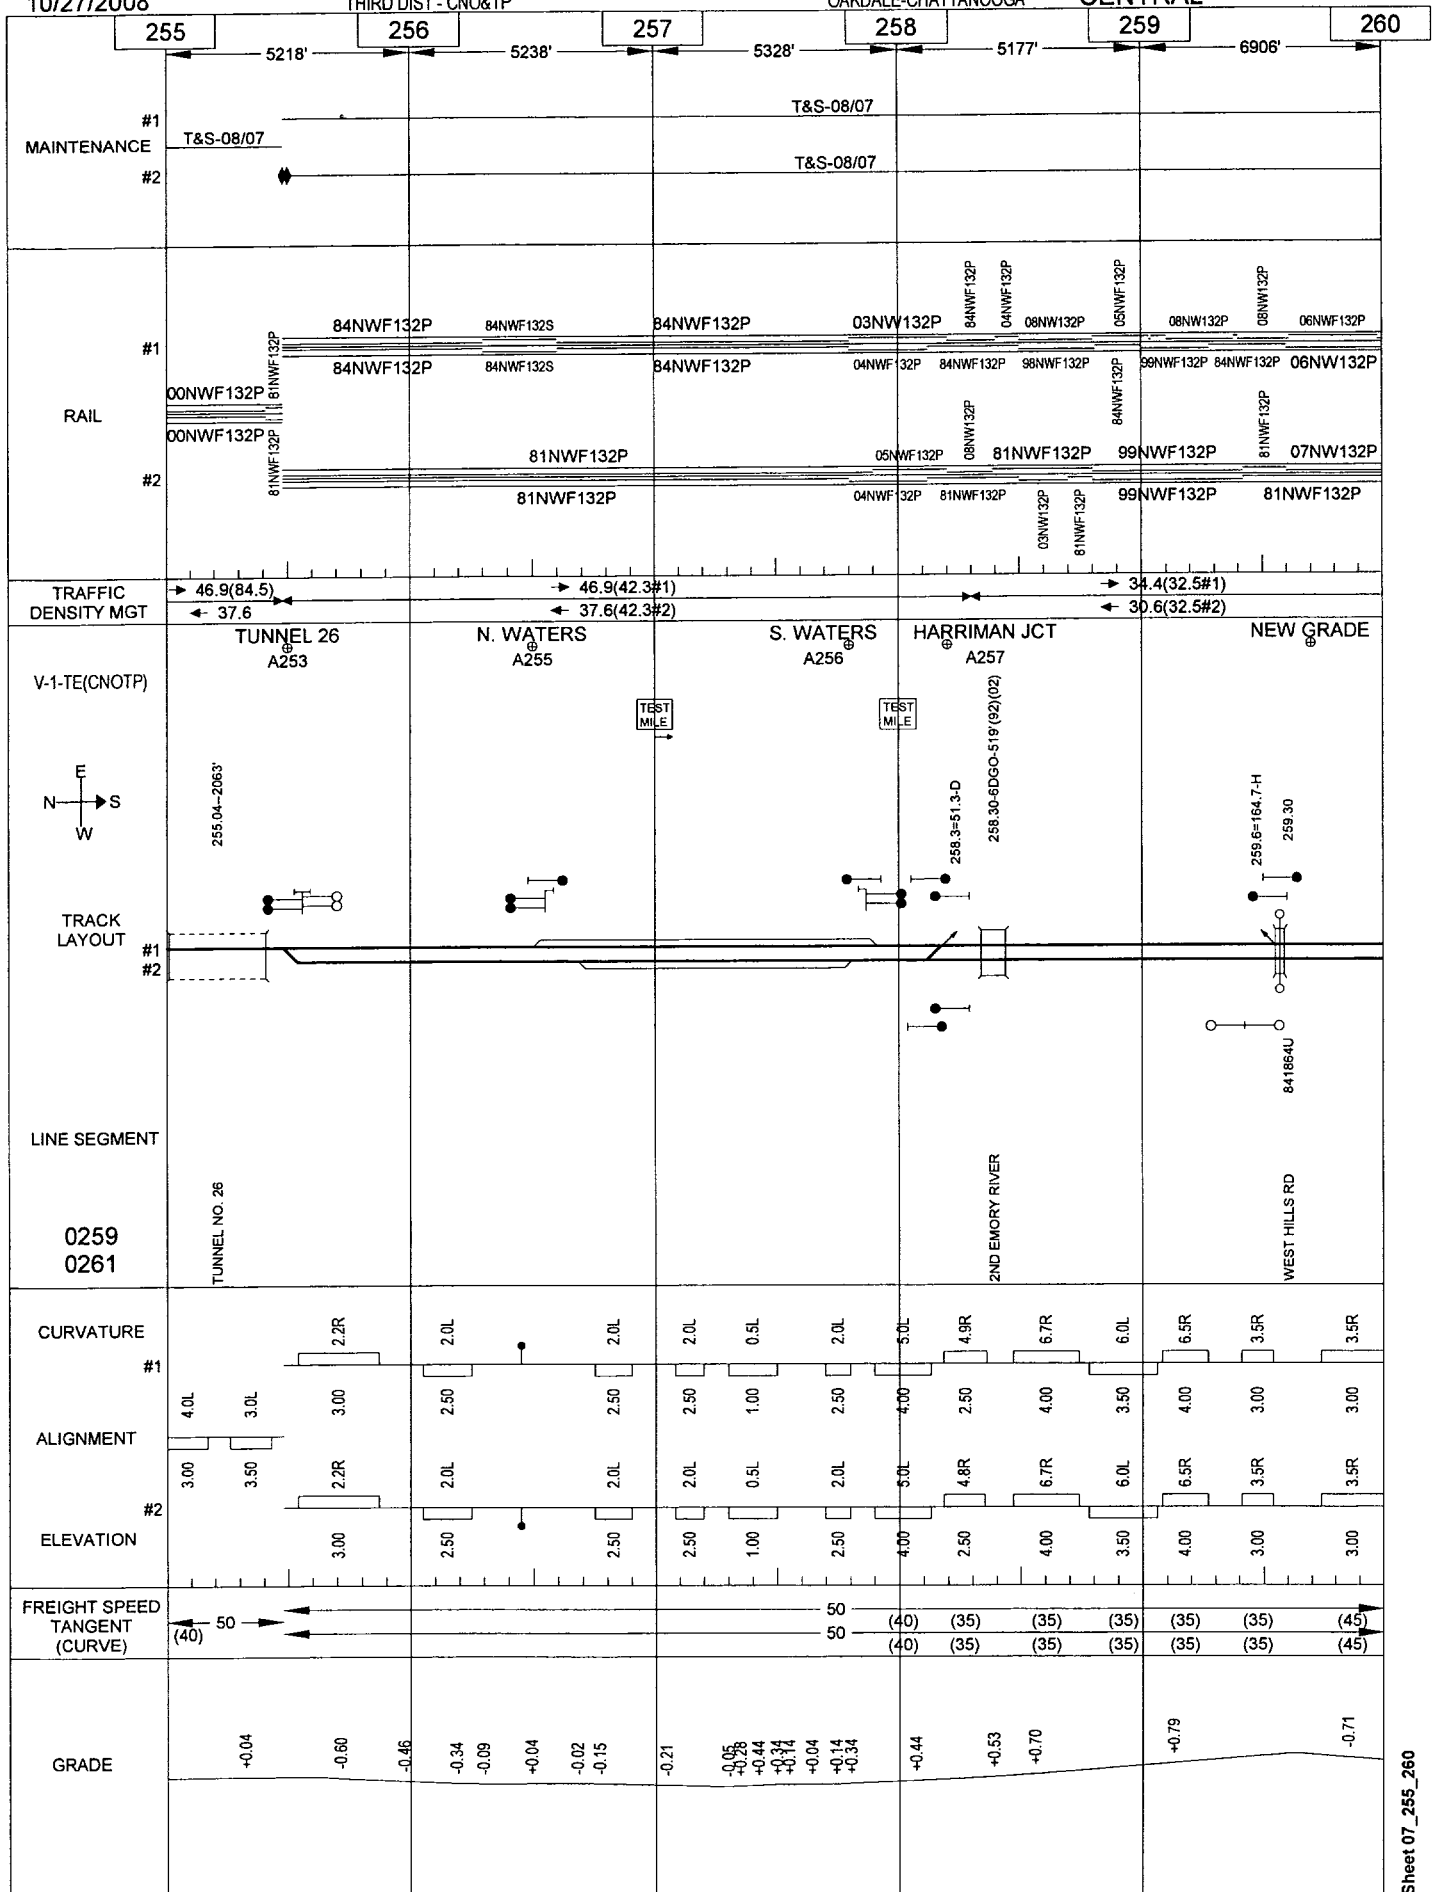 10/27/2008 THIRD DIST - CNO&TP OAKDALE-CHATTANOOGA CENTRAL
255 256 257 258 259 260
5218' 5238' 5328' 5177' 6906'
#1 T&S-08/07
MAINTENANCE T&S-08/07
#2 T&S-08/07
84NWF132P 04NWF132P 05NWF132P 08NW132P
84NWF132P 84NWF132S 84NWF132P 03NW132P 08NW132P 08NW132P 06NWF132P
#1
81NWF132P
84NWF132P 84NWF132S 84NWF132P 04NWF132P 84NWF132P 98NWF132P 99NWF132P 84NWF132P 06NW132P
00NWF132P
84NWF132P
RAIL
00NWF132P
81NWF132P
08NW132P 81NWF132P
81NWF132P 05NWF132P 81NWF132P 99NWF132P 07NW132P
#2
81NWF132P 04NWF132P 81NWF132P 99NWF132P 81NWF132P
03NW132P 81NWF132P
TRAFFIC 46.9(84.5) 46.9(42.3#1) 34.4(32.5#1)
DENSITY MGT 37.6 37.6(42.3#2) 30.6(32.5#2)
TUNNEL 26 N. WATERS S. WATERS HARRIMAN JCT NEW GRADE
A253 A255 A256 A257
V-1-TE(CNOTP)
TEST MILE TEST MILE
E
N S
W
255.04--2063'
258.3=51.3-D
258.30-6DGO-519'(92)(02)
259.6=164.7-H
259.30
TRACK
LAYOUT
#1
#2
841864U
LINE SEGMENT
TUNNEL NO. 26
2ND EMORY RIVER
WEST HILLS RD
0259
0261
CURVATURE 2.2R 2.0L 2.0L 2.0L 0.5L 2.0L 5.0L 4.9R 6.7R 6.0L 6.5R 3.5R 3.5R
#1
4.0L 3.0L 3.00 2.50 2.50 2.50 1.00 2.50 4.00 2.50 4.00 3.50 4.00 3.00 3.00
ALIGNMENT
3.00 3.50 2.2R 2.0L 2.0L 2.0L 0.5L 2.0L 5.0L 4.8R 6.7R 6.0L 6.5R 3.5R 3.5R
#2
ELEVATION 3.00 2.50 2.50 2.50 1.00 2.50 4.00 2.50 4.00 3.50 4.00 3.00 3.00
FREIGHT SPEED 50
TANGENT 50 (40) (35) (35) (35) (35) (35) (45)
(40) 50
(CURVE) (40) (35) (35) (35) (35) (35) (45)
GRADE +0.04 -0.60 -0.46 -0.34 -0.09 +0.04 -0.02 -0.15 -0.21 -0.05 +0.28 +0.44 +0.34 +0.14 +0.04 +0.14 +0.34 +0.44 +0.53 +0.70 +0.79 -0.71
Sheet 07_255_260